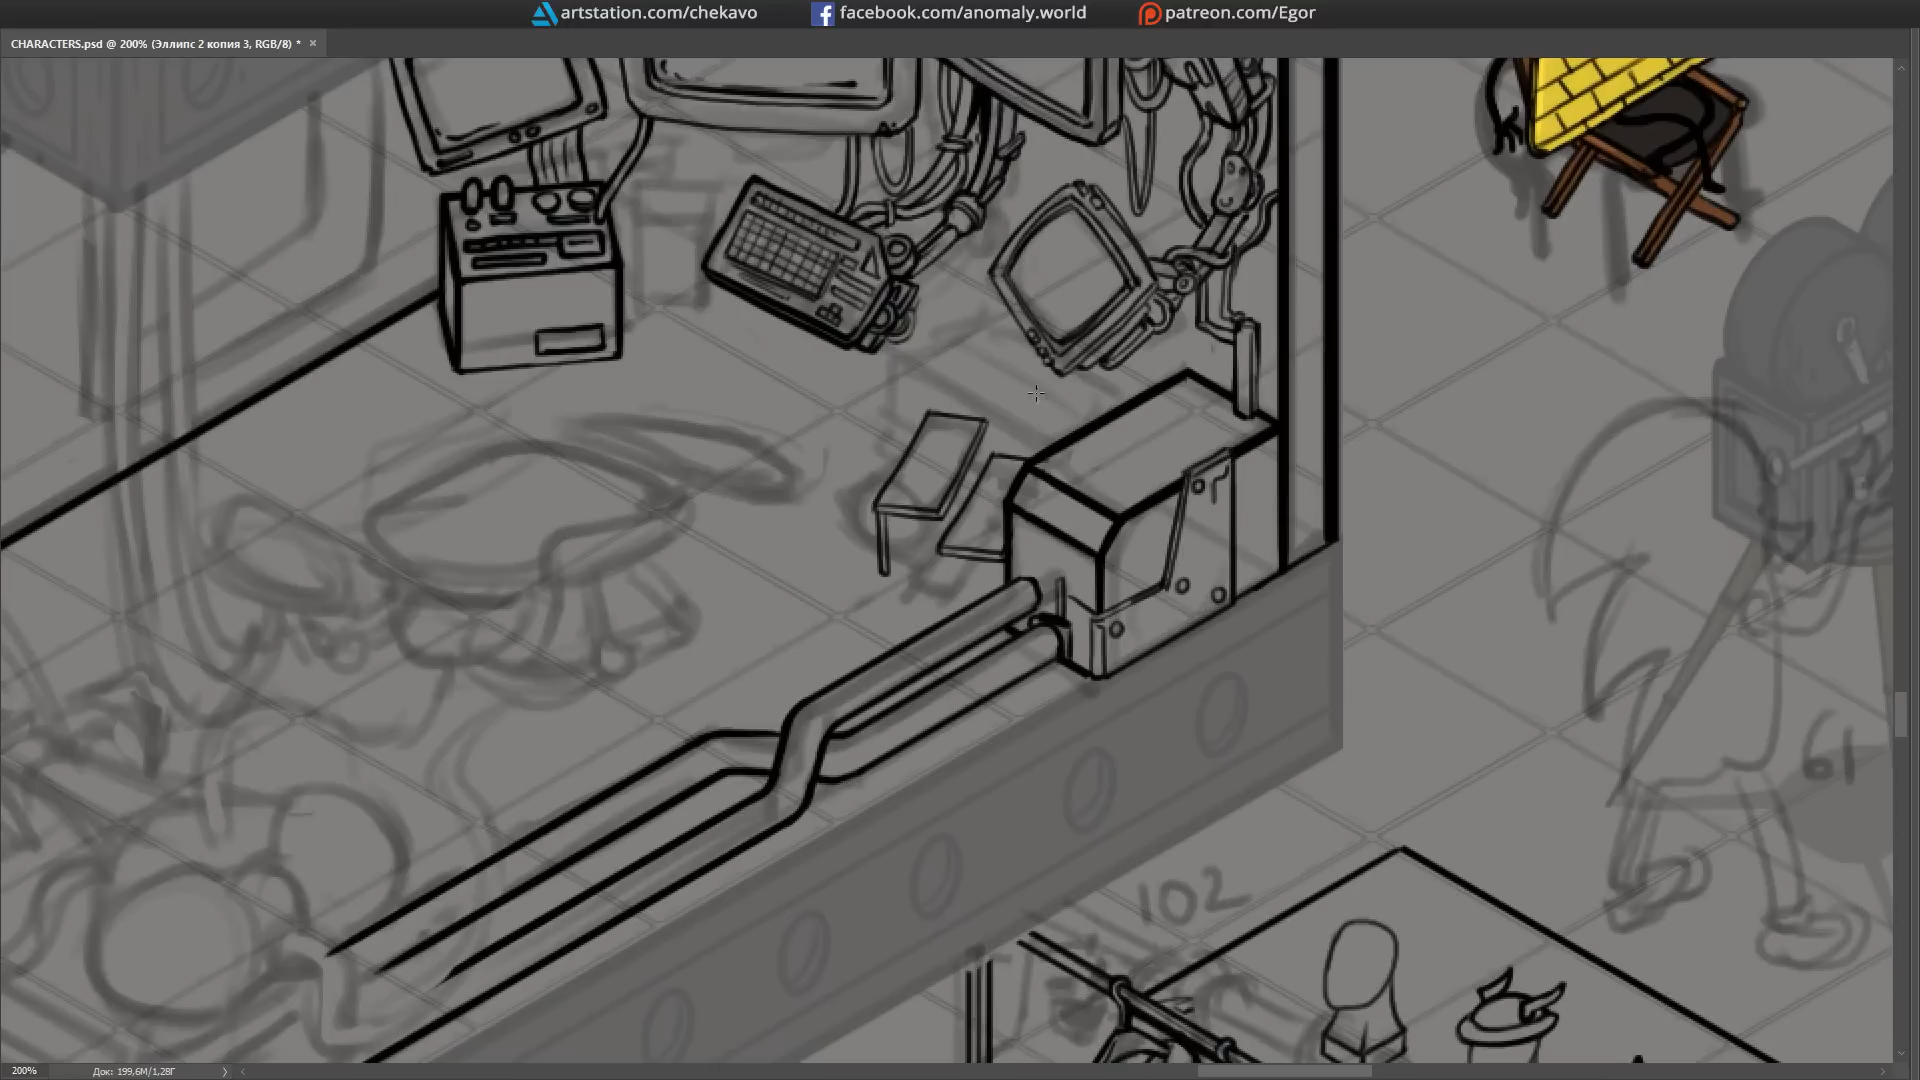 artstation.com/chekavo facebook.com/anomaly.world patreon.com/Egor
CHARACTERS.psd @ 200% (Эллипс 2 копия 3, RGB/8) *
61
102
200% Док: 199,6M/1,28Г